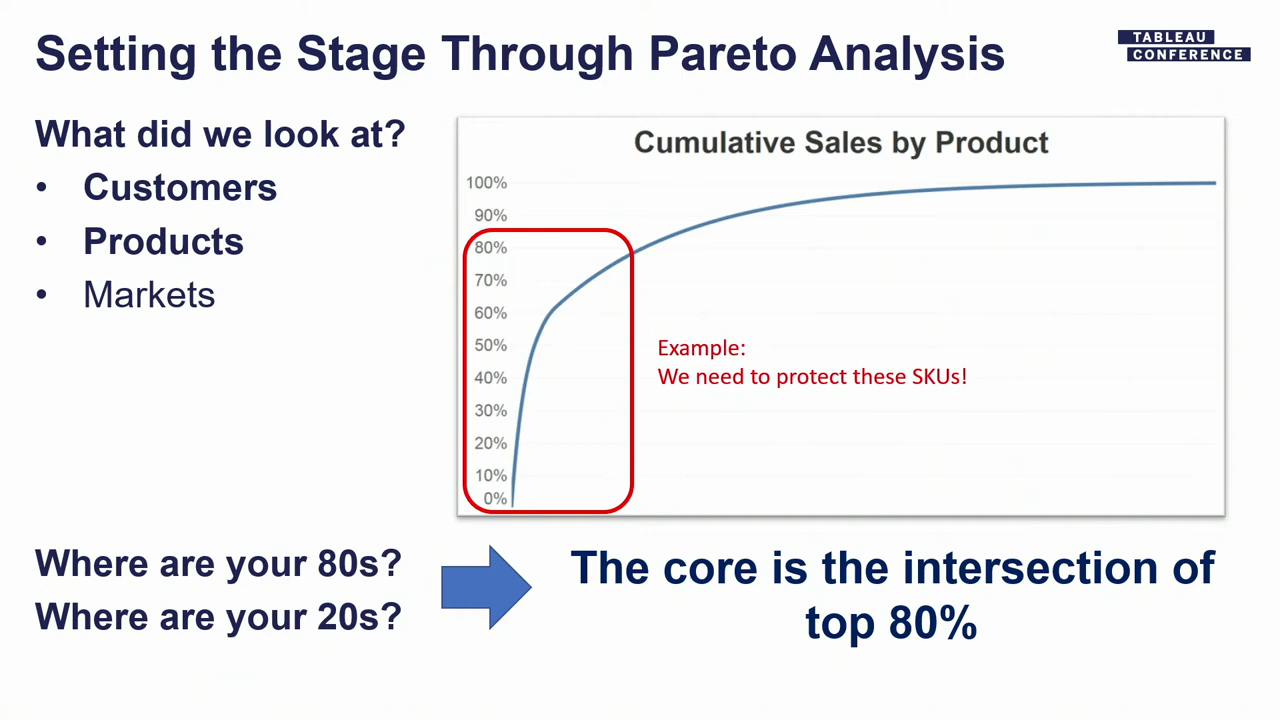 Setting the Stage Through Pareto Analysis
TABLEAU
CONFERENCE
What did we look at?
• Customers
• Products
• Markets
Cumulative Sales by Product
100%
90%
80%
70%
60%
50%
40%
30%
20%
10%
0%
Example:
We need to protect these SKUs!
Where are your 80s?
Where are your 20s?
The core is the intersection of
top 80%